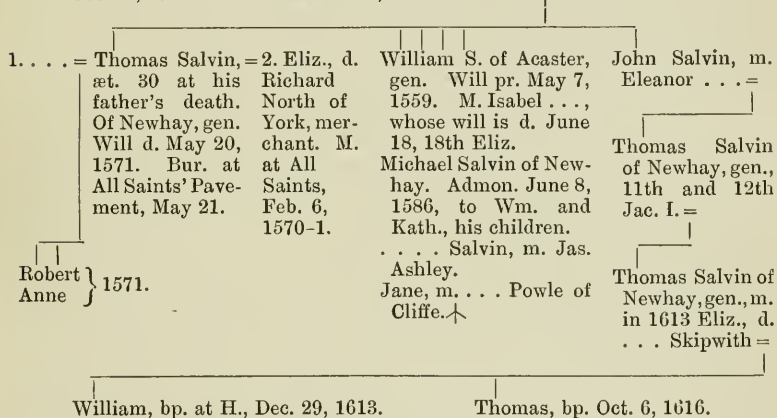 1. . . . = Thomas Salvin, = 2. Eliz., d.
æt. 30 at his Richard
father's death. North of
Of Newhay, gen. York, mer-
Will d. May 20, chant. M.
1571. Bur. at at All
All Saints' Pave- Saints,
ment, May 21. Feb. 6,
1570-1.
Robert } 1571.
Anne
William S. of Acaster,
gen. Will pr. May 7,
1559. M. Isabel . . .,
whose will is d. June
18, 18th Eliz.
Michael Salvin of New-
hay. Admon. June 8,
1586, to Wm. and
Kath., his children.
. . . . Salvin, m. Jas.
Ashley.
Jane, m. . . . Powle of
Cliffe.
John Salvin, m.
Eleanor . . . =
Thomas Salvin
of Newhay, gen.,
11th and 12th
Jac. I. =
Thomas Salvin of
Newhay, gen., m.
in 1613 Eliz., d.
. . . Skipwith =
William, bp. at H., Dec. 29, 1613. Thomas, bp. Oct. 6, 1616.